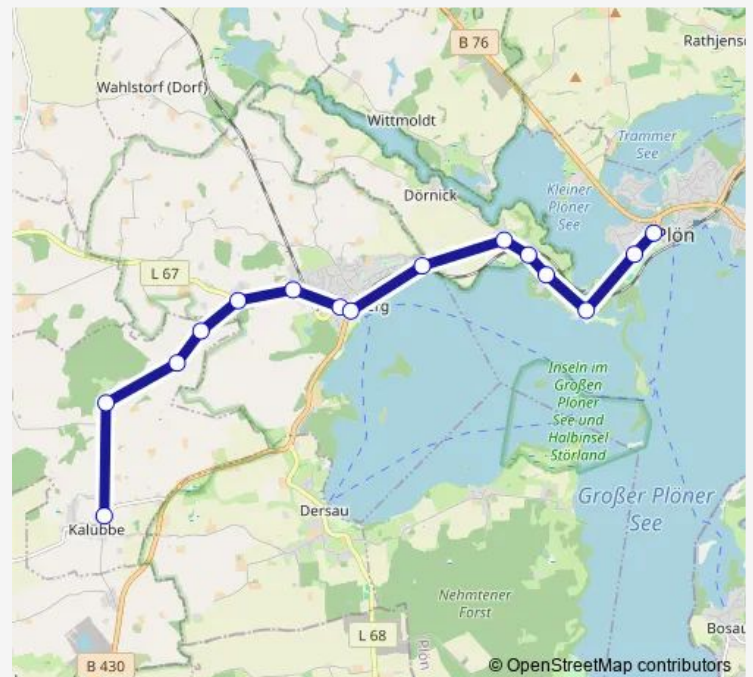 B 76
Rathjens
Wahlstorf (Dorf)
Wittmoldt
Trammer
See
Dörnick
Kleiner
Plöner
See
Plön
L 67
erg
Inseln im
Großen
Plöner
See und
Halbinsel
Störland
Großer Plöner
See
Dersau
Kalübbe
Nehmtener
Forst
Bosau
L 68
Plön
B 430
© OpenStreetMap contributors